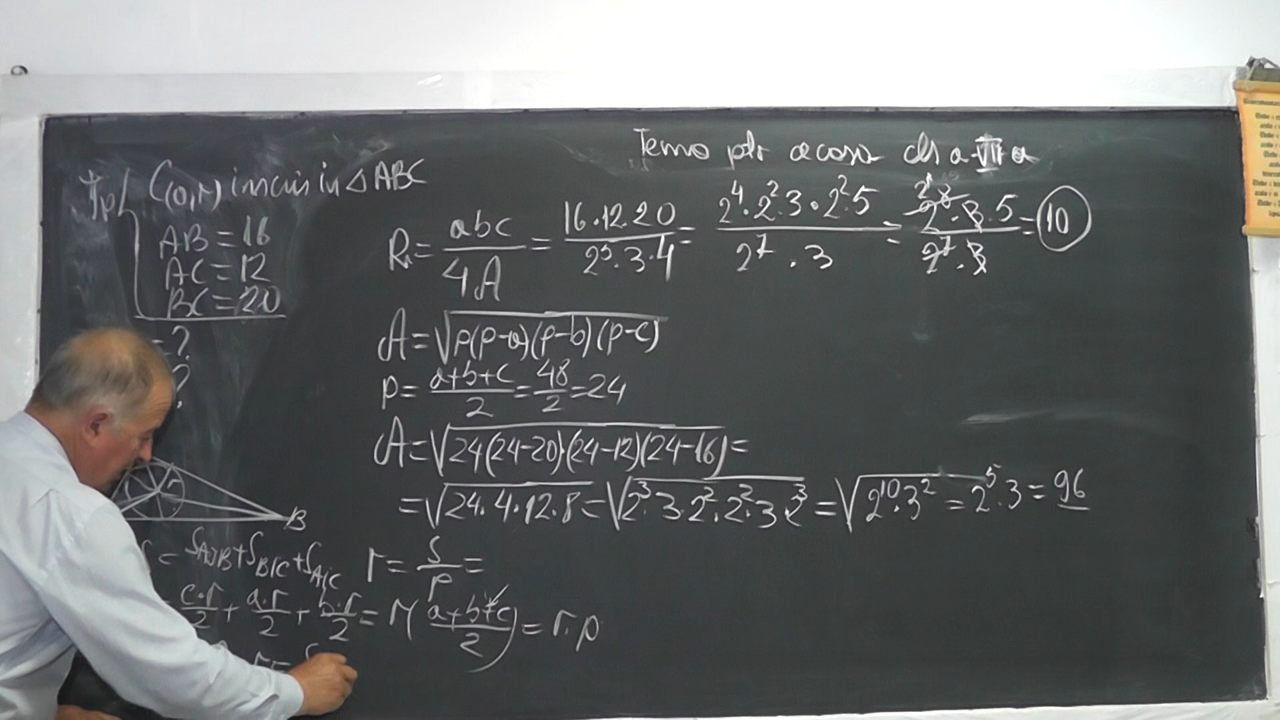 Tema ptr acasa cls a VII a
Ip C(O,r) inscris in △ABC
AB = 16
AC = 12
BC = 20
= ?
?
R = abc/4A = 16·12·20/2⁵·3·4 = 2⁴·2²·3·2²·5/2⁷·3 = 2⁸·3·5/2⁷·3 = 10
A = √p(p-a)(p-b)(p-c)
p = a+b+c/2 = 48/2 = 24
A = √24(24-20)(24-12)(24-16) =
= √24·4·12·8 = √2³·3·2²·2²·3·2³ = √2¹⁰·3² = 2⁵·3 = 96
B
r = S/p =
c·r/2 + a·r/2 + b·r/2 = r(a+b+c/2) = r·p
r = S